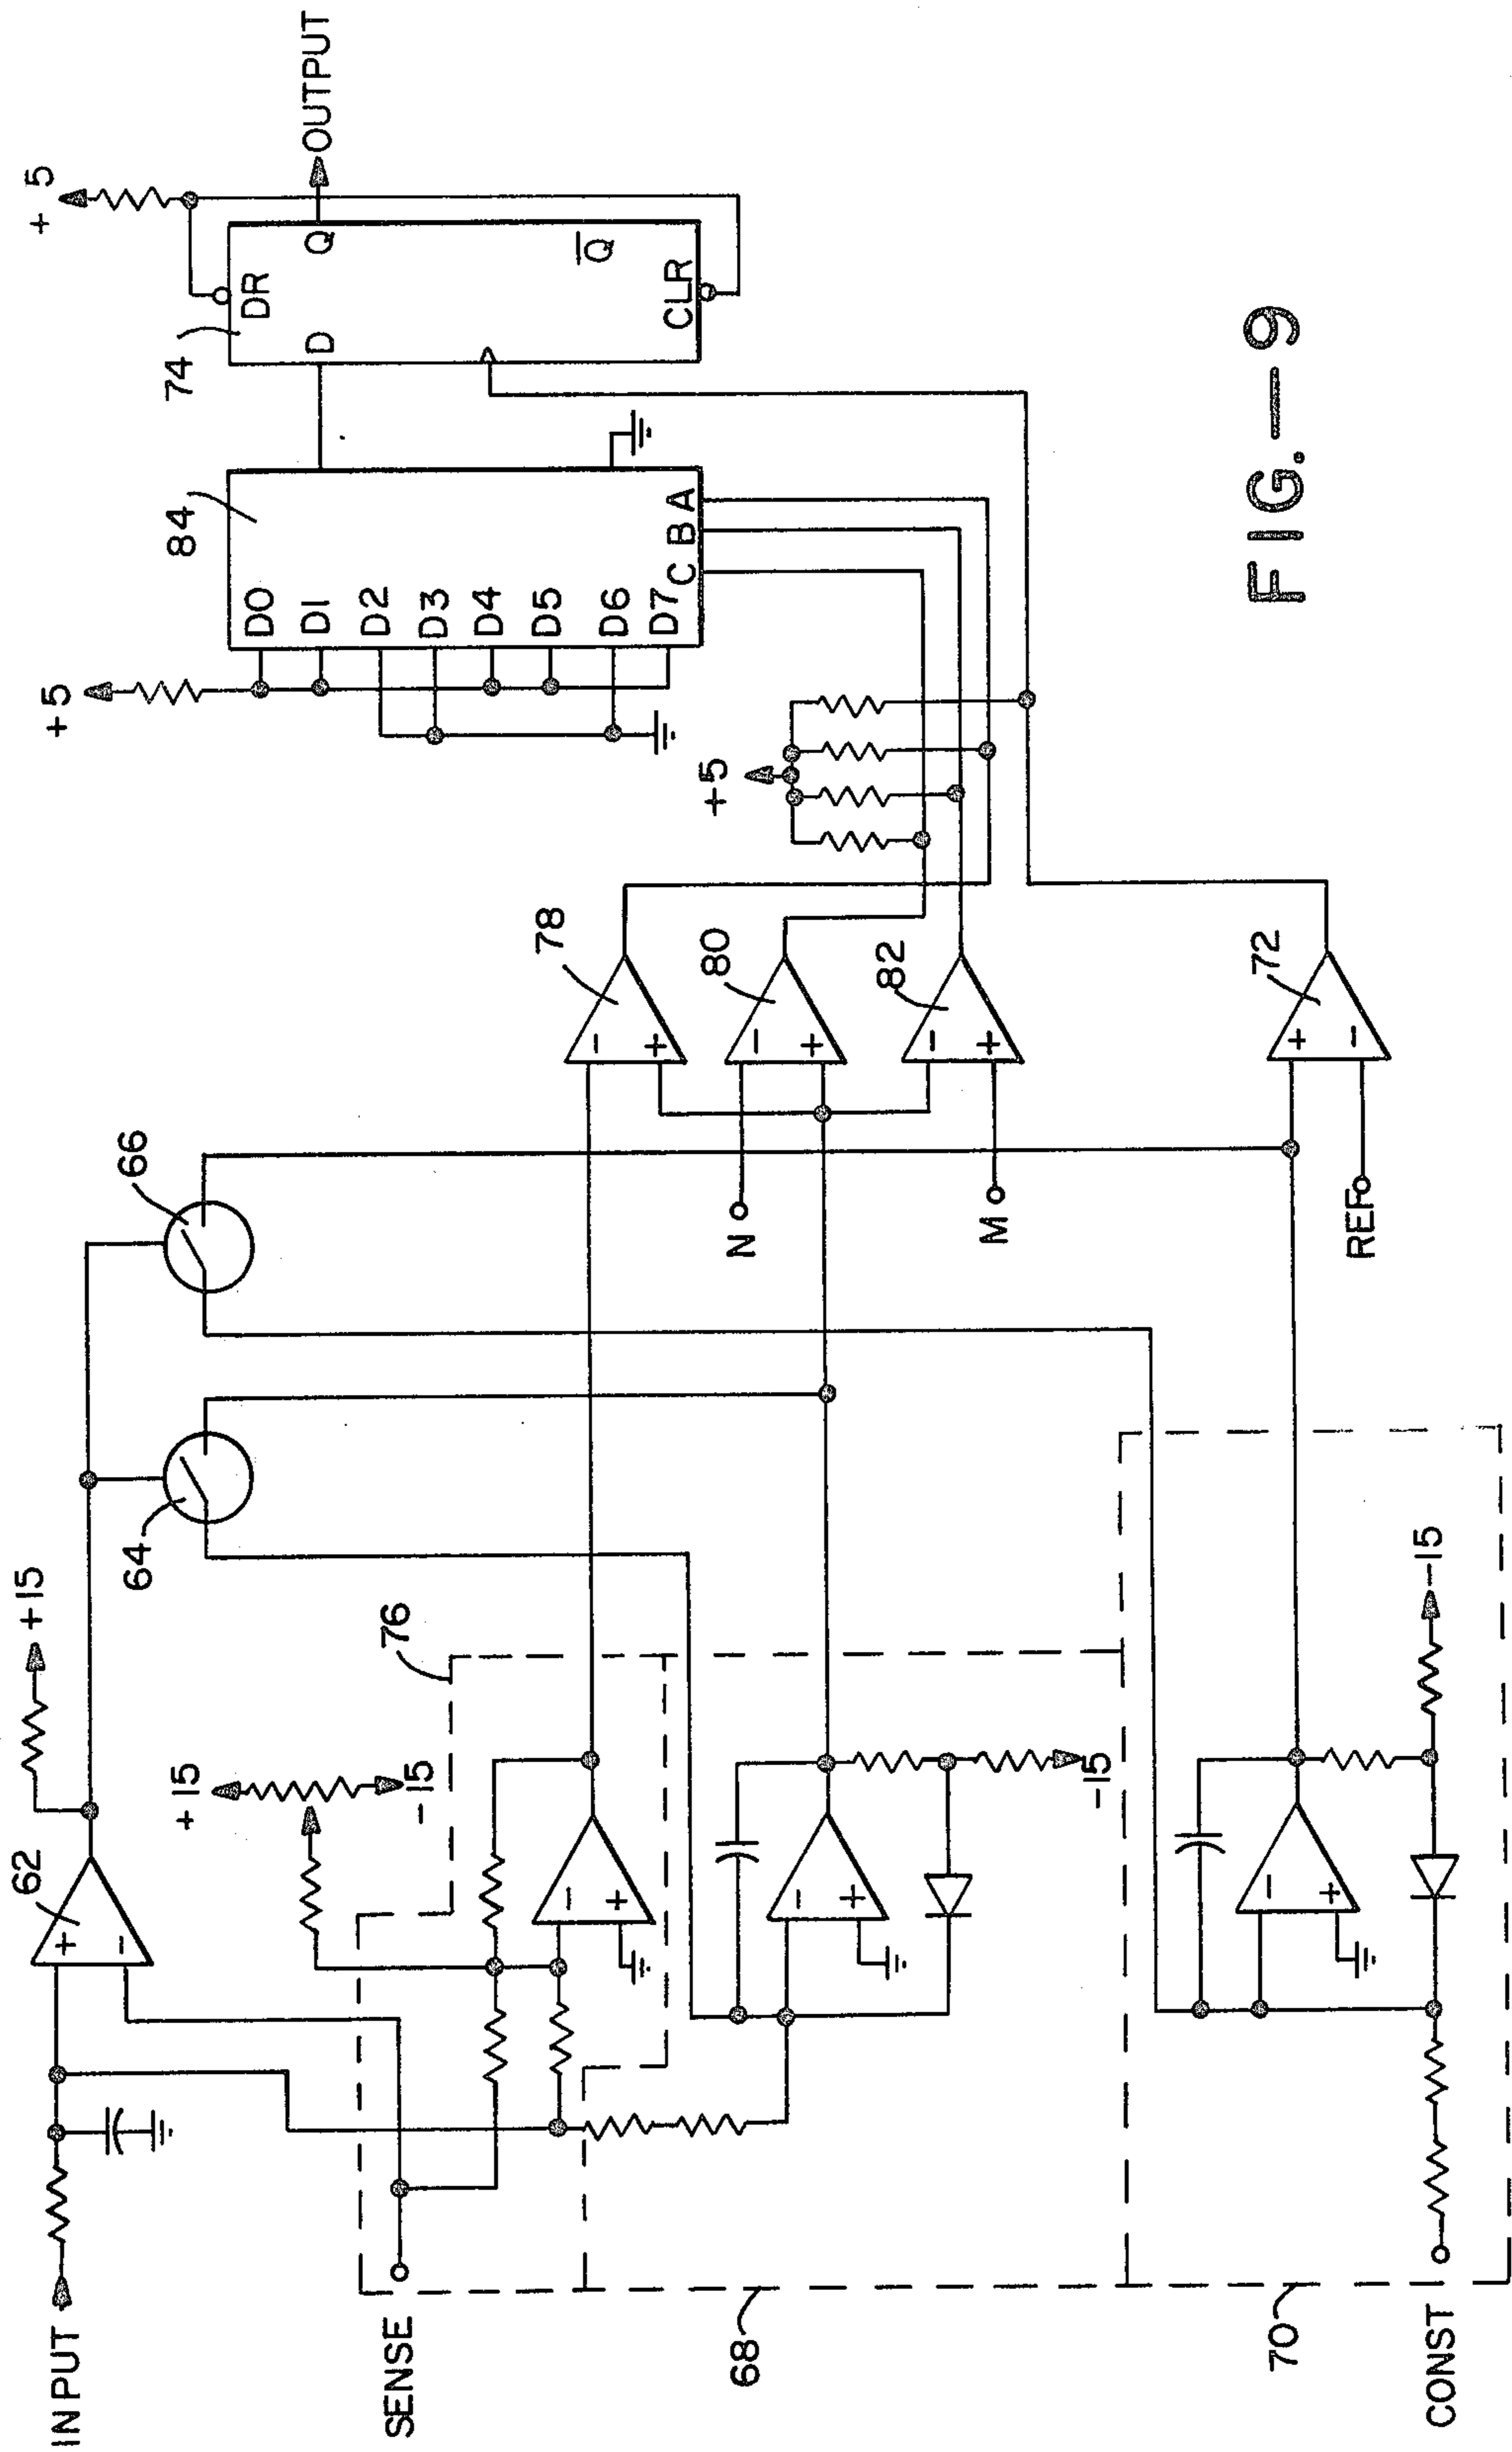 INPUT
62
+
-
+15
64
66
+15
-15
76
SENSE
-
+
68
-
+
-15
70
CONST
-
+
-15
78
-
+
80
-
+
82
-
+
N
M
72
+
-
REF
+5
+5
84
D0
D1
D2
D3
D4
D5
D6
D7
C B A
74
D
DR
Q
Q
CLR
+5
OUTPUT
FIG.—9